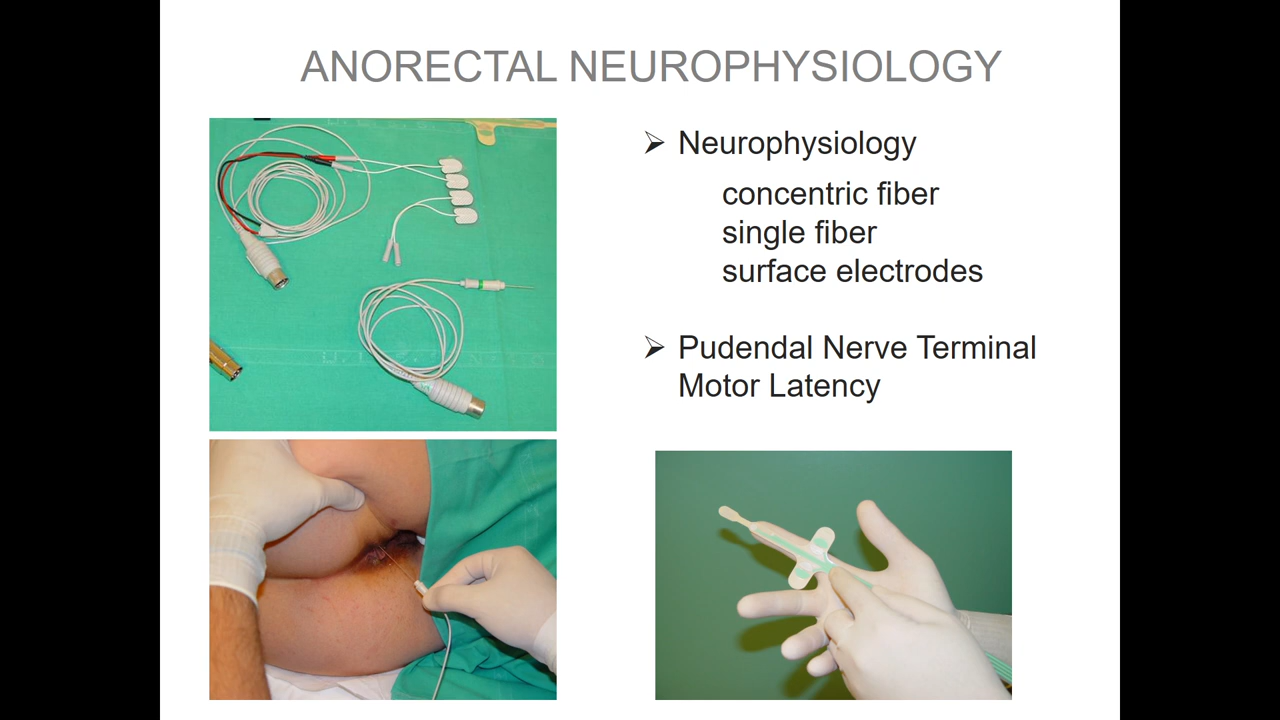 ANORECTAL NEUROPHYSIOLOGY
➢ Neurophysiology
concentric fiber
single fiber
surface electrodes
➢ Pudendal Nerve Terminal
Motor Latency